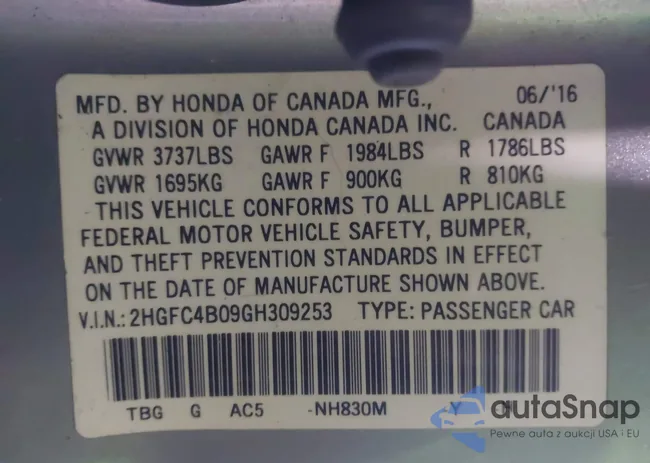 MFD. BY HONDA OF CANADA MFG., 06/'16
A DIVISION OF HONDA CANADA INC. CANADA
GVWR 3737LBS GAWR F 1984LBS R 1786LBS
GVWR 1695KG GAWR F 900KG R 810KG
THIS VEHICLE CONFORMS TO ALL APPLICABLE
FEDERAL MOTOR VEHICLE SAFETY, BUMPER,
AND THEFT PREVENTION STANDARDS IN EFFECT
ON THE DATE OF MANUFACTURE SHOWN ABOVE.
V.I.N.: 2HGFC4B09GH309253 TYPE: PASSENGER CAR
TBG G AC5 -NH830M Y
autaSnap
Pewne auta z aukcji USA i EU